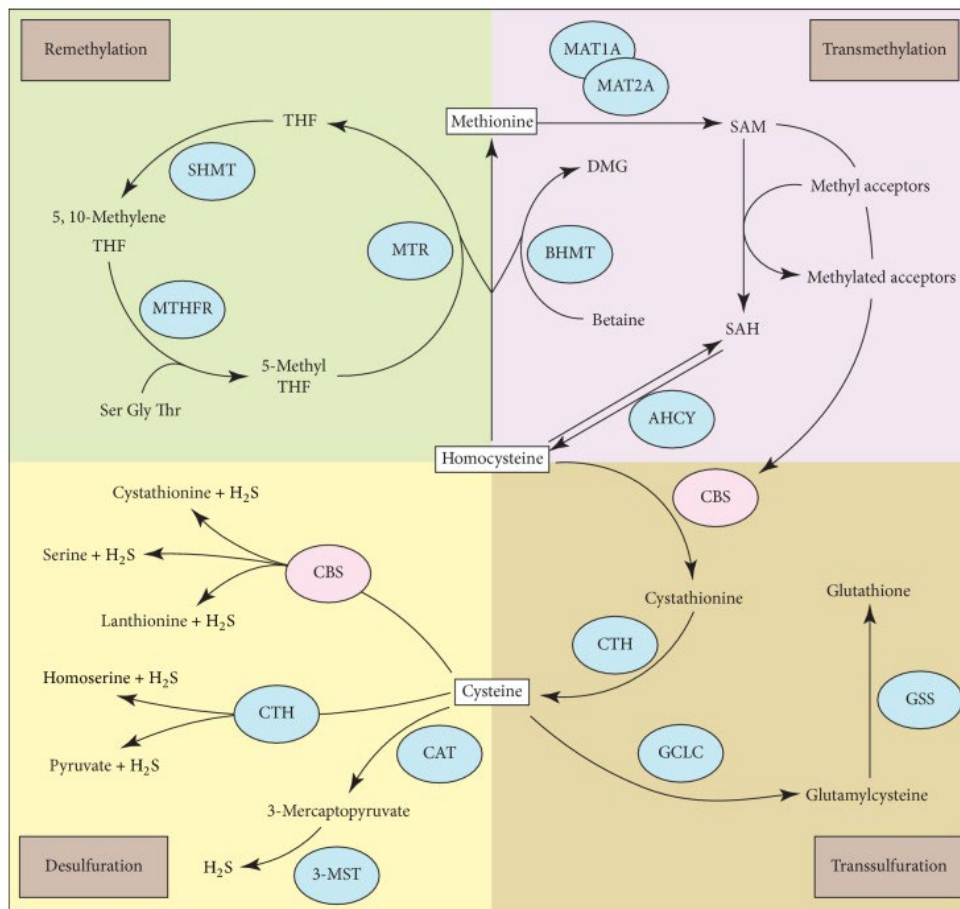 Remethylation
THF
SHMT
5, 10-Methylene
THF
MTHFR
Ser Gly Thr
5-Methyl
THF
MTR
Transmethylation
MAT1A
MAT2A
Methionine
SAM
DMG
BHMT
Betaine
Methyl acceptors
Methylated acceptors
SAH
AHCY
Homocysteine
Cystathionine + H₂S
Serine + H₂S
Lanthionine + H₂S
CBS
Homoserine + H₂S
Pyruvate + H₂S
CTH
Cysteine
CAT
3-Mercaptopyruvate
H₂S
3-MST
Desulfuration
CBS
Cystathionine
CTH
Glutathione
GSS
GCLC
Glutamylcysteine
Transsulfuration